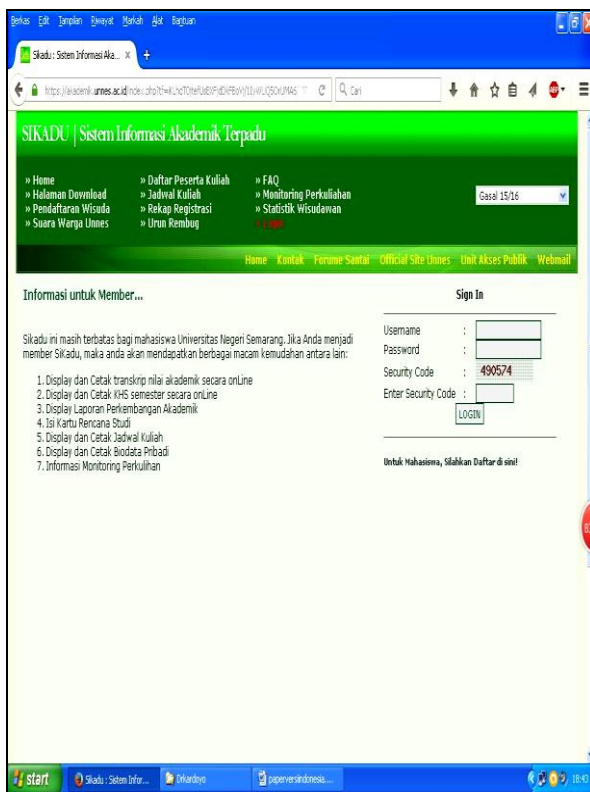 Berkas Edit Tampilan Riwayat Markah Alat Bantuan
Sikadu : Sistem Informasi Aka... × +
Cari
SIKADU | Sistem Informasi Akademik Terpadu
» Home
» Halaman Download
» Pendaftaran Wisuda
» Suara Warga Unnes
» Daftar Peserta Kuliah
» Jadwal Kuliah
» Rekap Registrasi
» Urun Rembug
» FAQ
» Monitoring Perkuliahan
» Statistik Wisudawan
» Login
Gasal 15/16
Home Kontak Forume Santai Official Site Unnes Unit Akses Publik Webmail
Informasi untuk Member...
Sikadu ini masih terbatas bagi mahasiswa Universitas Negeri Semarang. Jika Anda menjadi
member SiKadu, maka anda akan mendapatkan berbagai macam kemudahan antara lain:
1. Display dan Cetak transkrip nilai akademik secara onLine
2. Display dan Cetak KHS semester secara onLine
3. Display Laporan Perkembangan Akademik
4. Isi Kartu Rencana Studi
5. Display dan Cetak Jadwal Kuliah
6. Display dan Cetak Biodata Pribadi
7. Informasi Monitoring Perkulihan
Sign In
Username :
Password :
Security Code : 490574
Enter Security Code :
LOGIN
Untuk Mahasiswa, Silahkan Daftar di sini!
start Sikadu : Sistem Infor... Drkardoyo paperversiindonesia.... 18:43